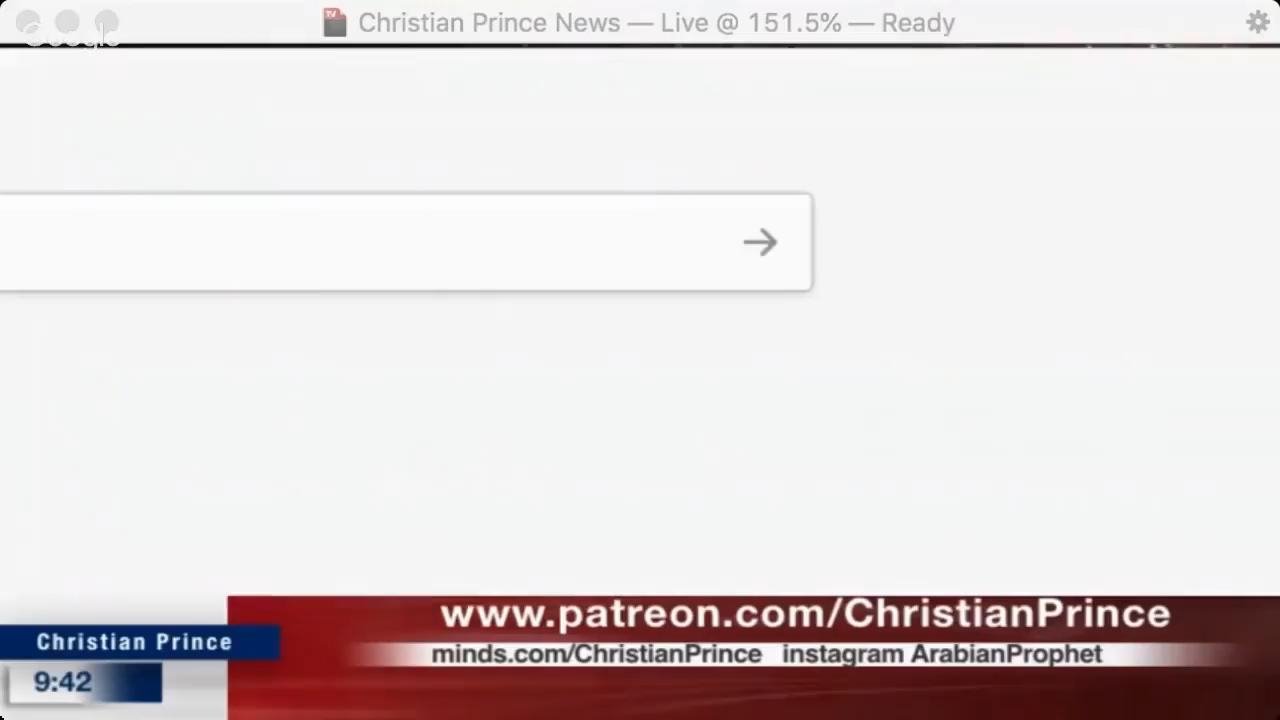 Christian Prince News — Live @ 151.5% — Ready
Google
www.patreon.com/ChristianPrince
minds.com/ChristianPrince instagram ArabianProphet
Christian Prince
9:42